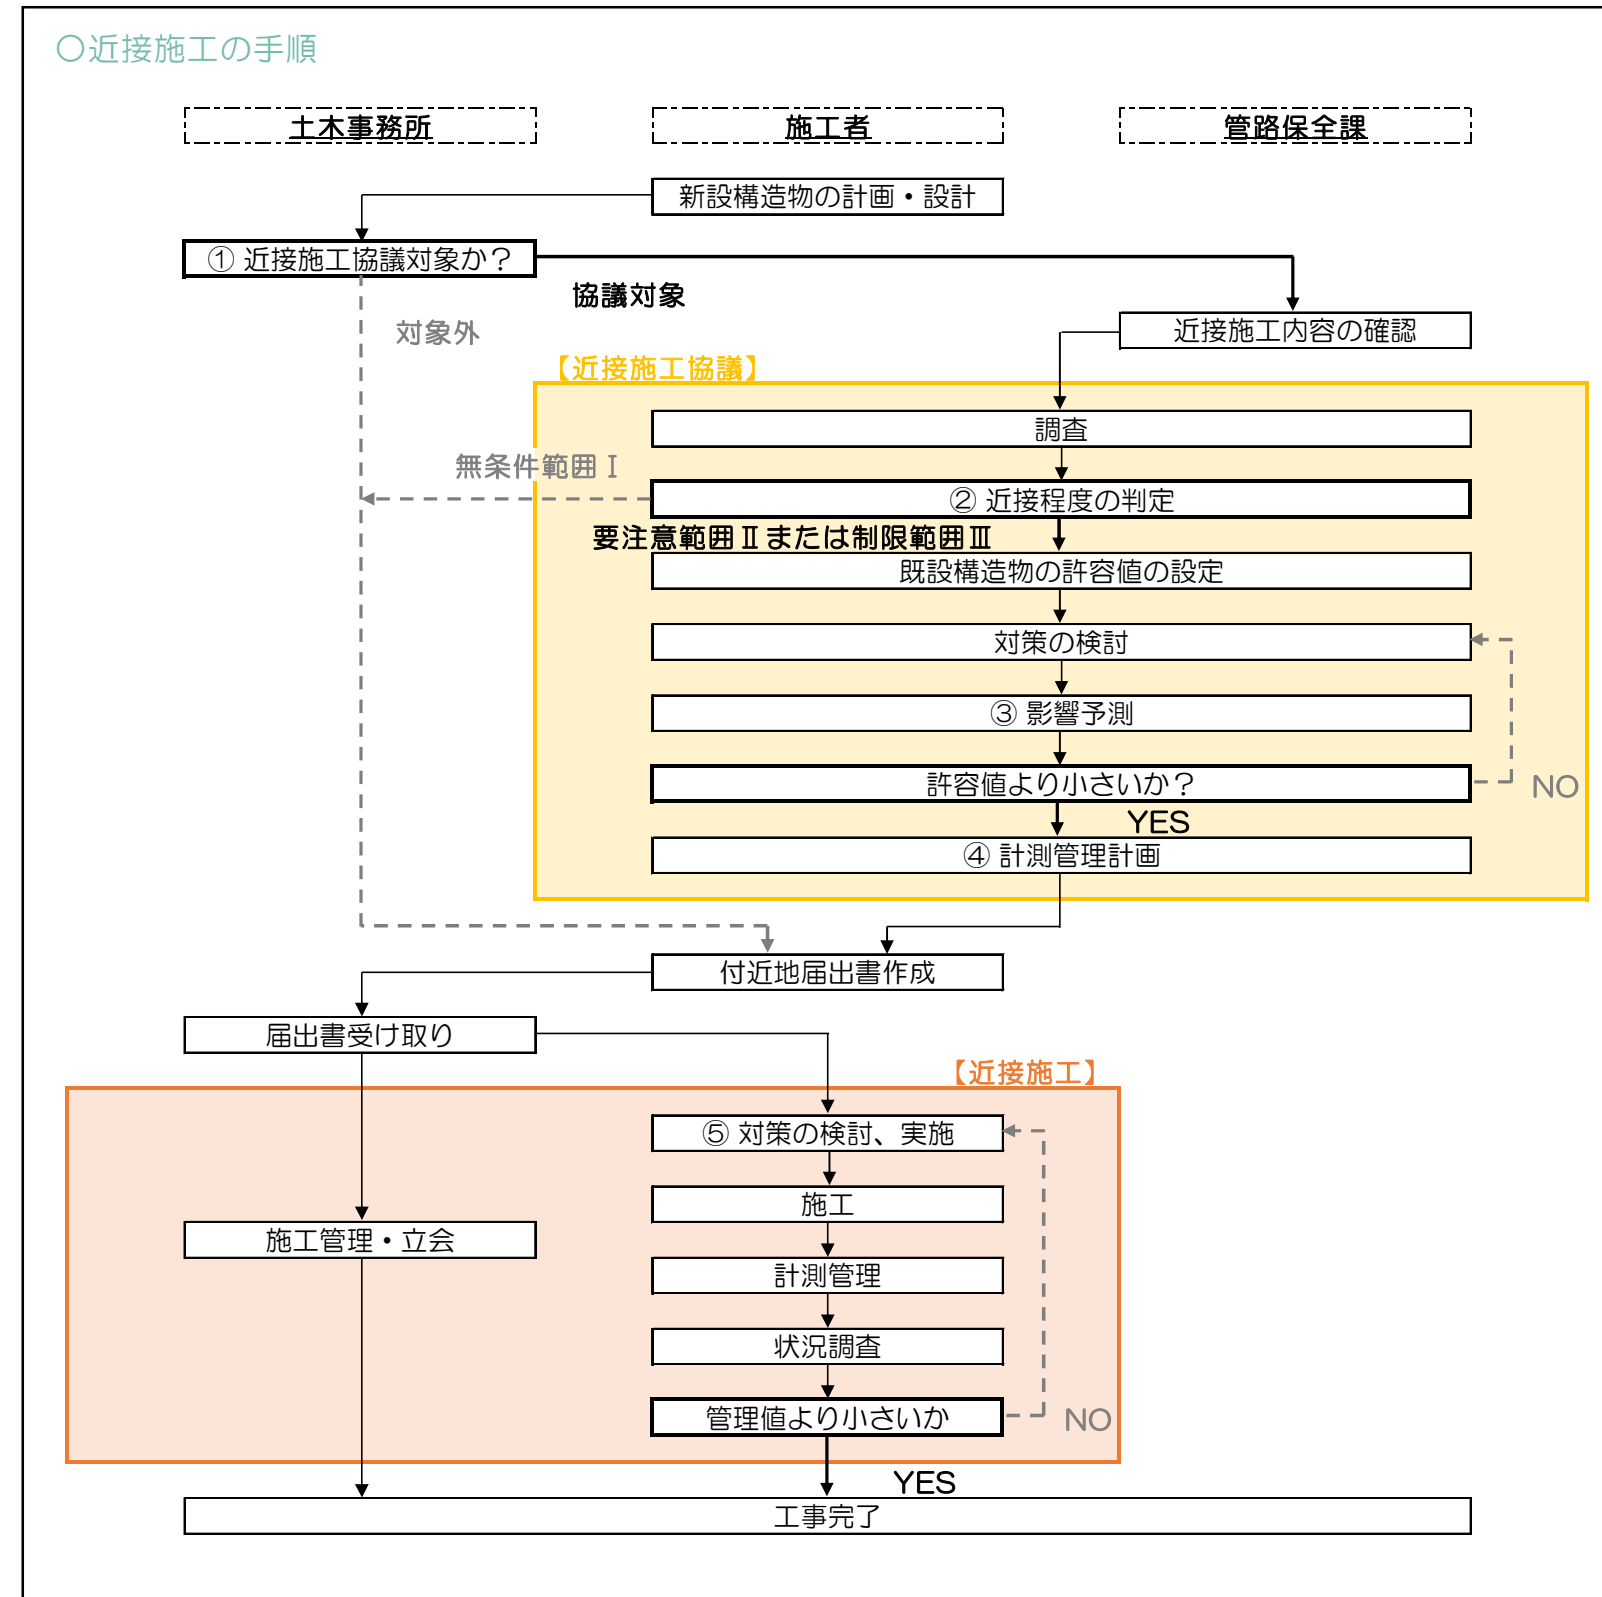 〇近接施工の手順
土木事務所
施工者
管路保全課
新設構造物の計画・設計
① 近接施工協議対象か？
協議対象
対象外
近接施工内容の確認
【近接施工協議】
調査
無条件範囲Ⅰ
② 近接程度の判定
要注意範囲Ⅱまたは制限範囲Ⅲ
既設構造物の許容値の設定
対策の検討
③ 影響予測
許容値より小さいか？
NO
YES
④ 計測管理計画
付近地届出書作成
届出書受け取り
【近接施工】
⑤ 対策の検討、実施
施工
施工管理・立会
計測管理
状況調査
管理値より小さいか
NO
YES
工事完了